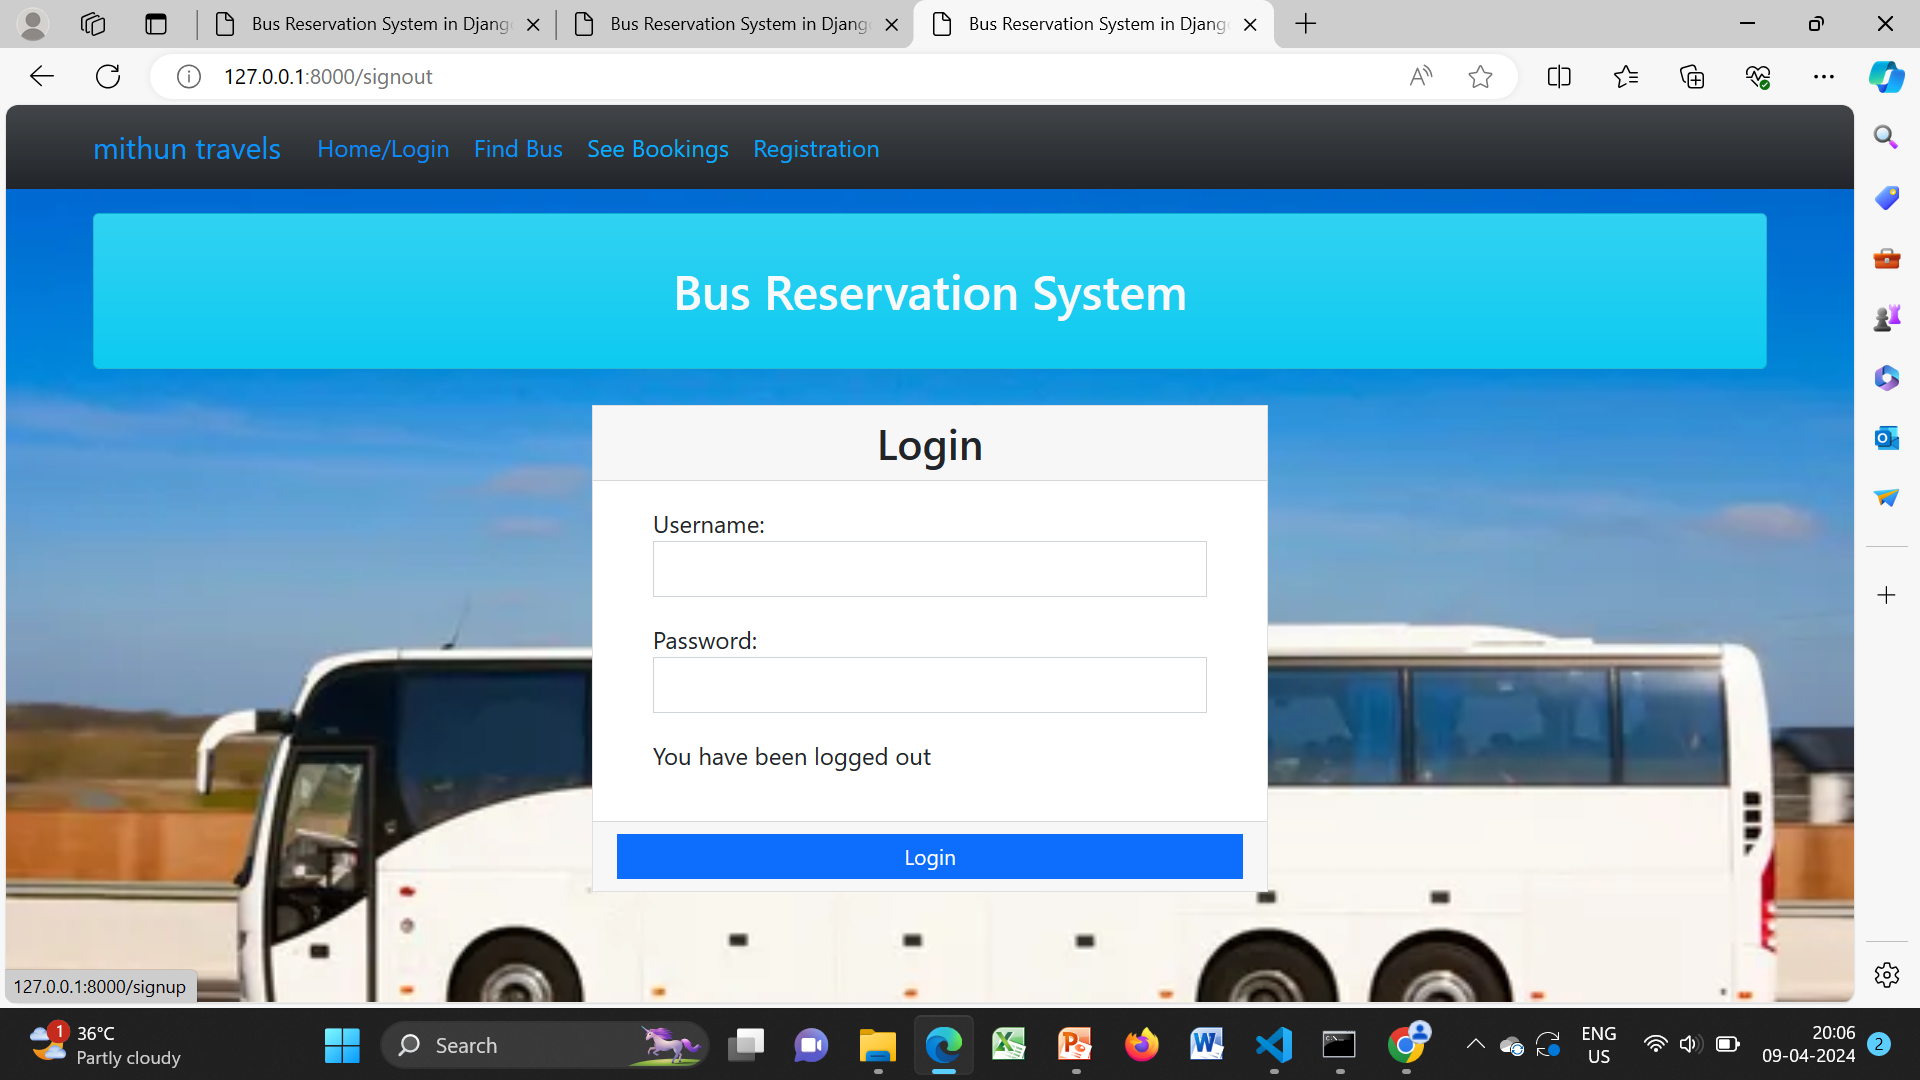 Bus Reservation System in Djang
Bus Reservation System in Djang
Bus Reservation System in Djang
127.0.0.1:8000/signout
mithun travels
Home/Login
Find Bus
See Bookings
Registration
Bus Reservation System
Login
Username:
Password:
You have been logged out
Login
127.0.0.1:8000/signup
1
36°C
Partly cloudy
Search
ENG
US
20:06
09-04-2024
2